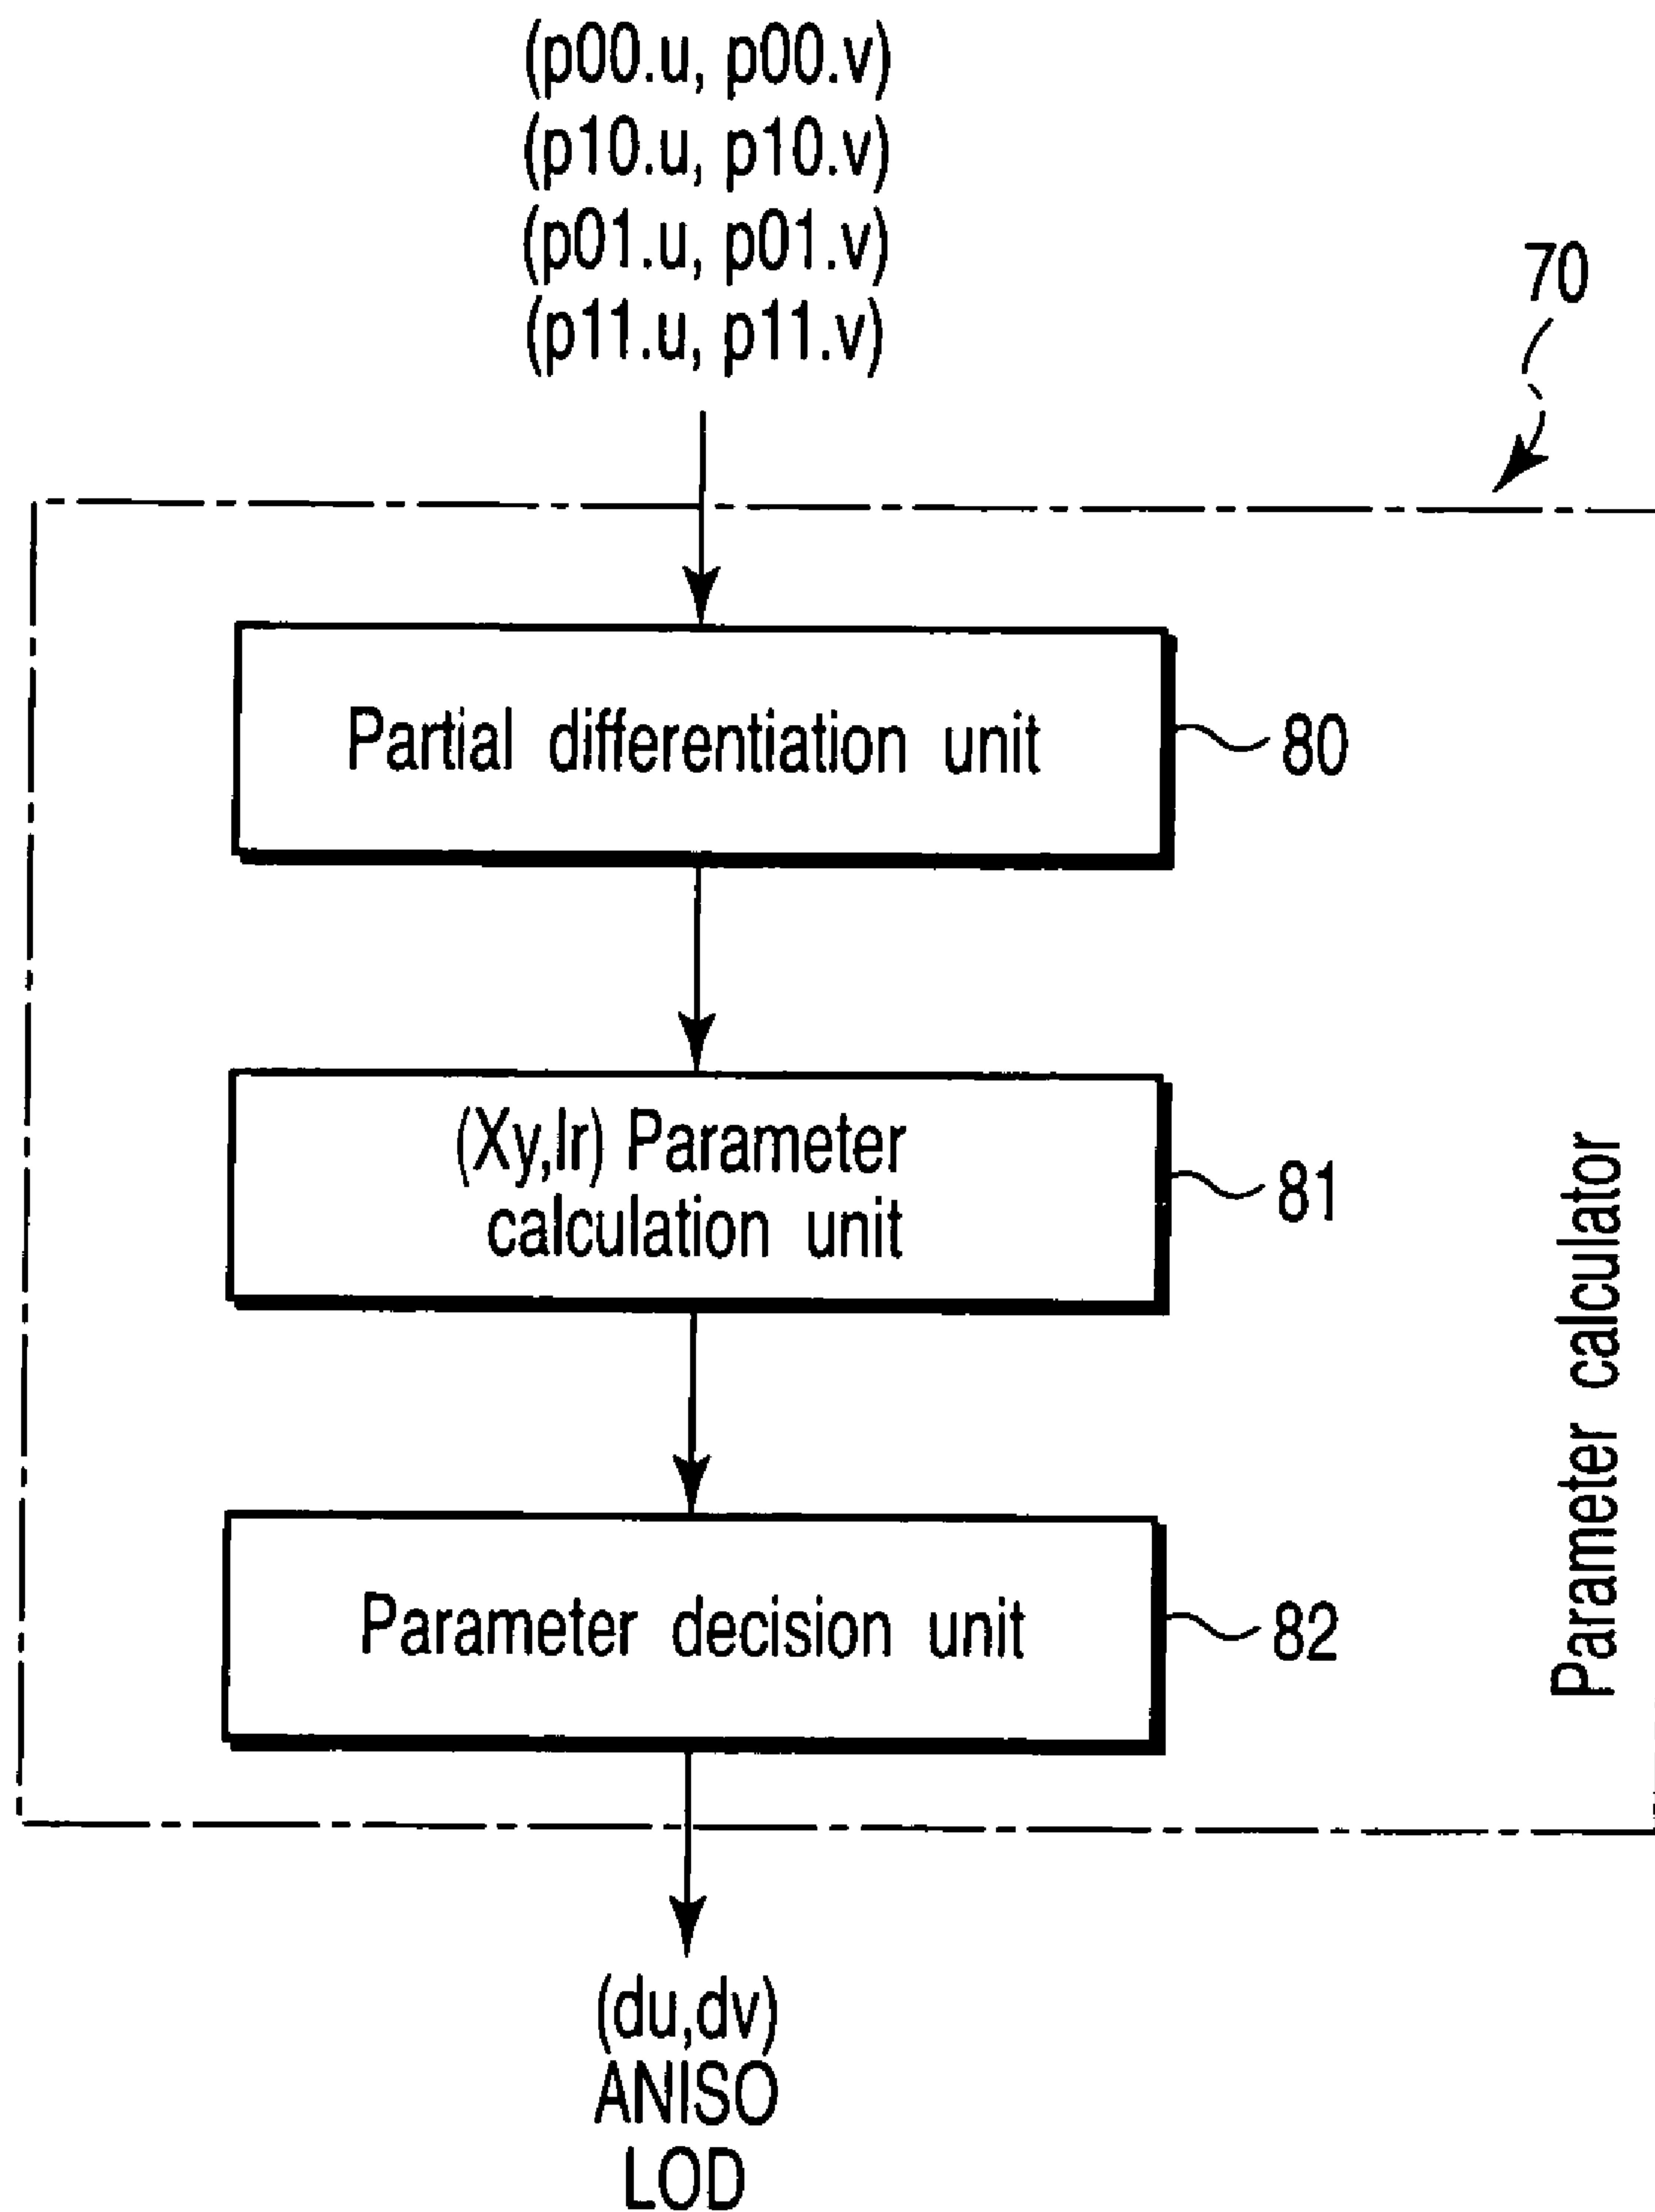 (p00.u, p00.v)
(p10.u, p10.v)
(p01.u, p01.v)
(p11.u, p11.v)
70
Partial differentiation unit
80
(Xy,lr) Parameter
calculation unit
81
Parameter decision unit
82
Parameter calculator
(du,dv)
ANISO
LOD